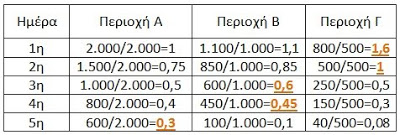 Ημέρα Περιοχή Α Περιοχή Β Περιοχή Γ
1η 2.000/2.000=1 1.100/1.000=1,1 800/500=1,6
2η 1.500/2.000=0,75 850/1.000=0,85 500/500=1
3η 1.000/2.000=0,5 600/1.000=0,6 250/500=0,5
4η 800/2.000=0,4 450/1.000=0,45 150/500=0,3
5η 600/2.000=0,3 100/1.000=0,1 40/500=0,08